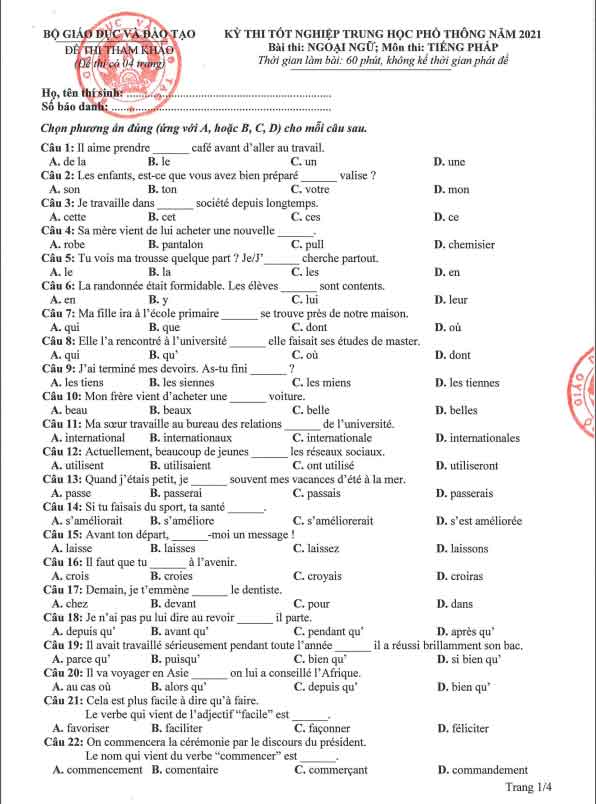 BỘ GIÁO DỤC VÀ ĐÀO TẠO
ĐỀ THI THAM KHẢO
(Đề thi có 04 trang)
KỲ THI TỐT NGHIỆP TRUNG HỌC PHỔ THÔNG NĂM 2021
Bài thi: NGOẠI NGỮ; Môn thi: TIẾNG PHÁP
Thời gian làm bài: 60 phút, không kể thời gian phát đề
Họ, tên thí sinh: ..........................................................
Số báo danh: ..........................................................
Chọn phương án đúng (ứng với A, hoặc B, C, D) cho mỗi câu sau.
Câu 1: Il aime prendre ______ café avant d'aller au travail.
A. de la B. le C. un D. une
Câu 2: Les enfants, est-ce que vous avez bien préparé ______ valise ?
A. son B. ton C. votre D. mon
Câu 3: Je travaille dans ______ société depuis longtemps.
A. cette B. cet C. ces D. ce
Câu 4: Sa mère vient de lui acheter une nouvelle ______.
A. robe B. pantalon C. pull D. chemisier
Câu 5: Tu vois ma trousse quelque part ? Je/J'______ cherche partout.
A. le B. la C. les D. en
Câu 6: La randonnée était formidable. Les élèves ______ sont contents.
A. en B. y C. lui D. leur
Câu 7: Ma fille ira à l'école primaire ______ se trouve près de notre maison.
A. qui B. que C. dont D. où
Câu 8: Elle l'a rencontré à l'université ______ elle faisait ses études de master.
A. qui B. qu' C. où D. dont
Câu 9: J'ai terminé mes devoirs. As-tu fini ______ ?
A. les tiens B. les siennes C. les miens D. les tiennes
Câu 10: Mon frère vient d'acheter une ______ voiture.
A. beau B. beaux C. belle D. belles
Câu 11: Ma sœur travaille au bureau des relations ______ de l'université.
A. international B. internationaux C. internationale D. internationales
Câu 12: Actuellement, beaucoup de jeunes ______ les réseaux sociaux.
A. utilisent B. utilisaient C. ont utilisé D. utiliseront
Câu 13: Quand j'étais petit, je ______ souvent mes vacances d'été à la mer.
A. passe B. passerai C. passais D. passerais
Câu 14: Si tu faisais du sport, ta santé ______.
A. s'améliorait B. s'améliore C. s'améliorerait D. s'est améliorée
Câu 15: Avant ton départ, ______-moi un message !
A. laisse B. laisses C. laissez D. laissons
Câu 16: Il faut que tu ______ à l'avenir.
A. crois B. croies C. croyais D. croiras
Câu 17: Demain, je t'emmène ______ le dentiste.
A. chez B. devant C. pour D. dans
Câu 18: Je n'ai pas pu lui dire au revoir ______ il parte.
A. depuis qu' B. avant qu' C. pendant qu' D. après qu'
Câu 19: Il avait travaillé sérieusement pendant toute l'année ______ il a réussi brillamment son bac.
A. parce qu' B. puisqu' C. bien qu' D. si bien qu'
Câu 20: Il va voyager en Asie ______ on lui a conseillé l'Afrique.
A. au cas où B. alors qu' C. depuis qu' D. bien qu'
Câu 21: Cela est plus facile à dire qu'à faire.
Le verbe qui vient de l'adjectif "facile" est ______.
A. favoriser B. faciliter C. façonner D. féliciter
Câu 22: On commencera la cérémonie par le discours du président.
Le nom qui vient du verbe "commencer" est ______.
A. commencement B. comentaire C. commerçant D. commandement
Trang 1/4